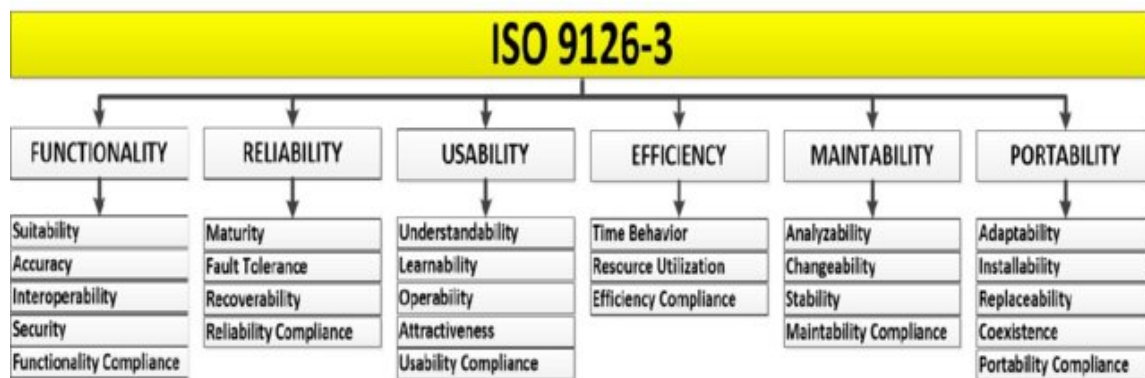 ISO 9126-3
FUNCTIONALITY
Suitability
Accuracy
Interoperability
Security
Functionality Compliance
RELIABILITY
Maturity
Fault Tolerance
Recoverability
Reliability Compliance
USABILITY
Understandability
Learnability
Operability
Attractiveness
Usability Compliance
EFFICIENCY
Time Behavior
Resource Utilization
Efficiency Compliance
MAINTABILITY
Analyzability
Changeability
Stability
Maintability Compliance
PORTABILITY
Adaptability
Installability
Replaceability
Coexistence
Portability Compliance